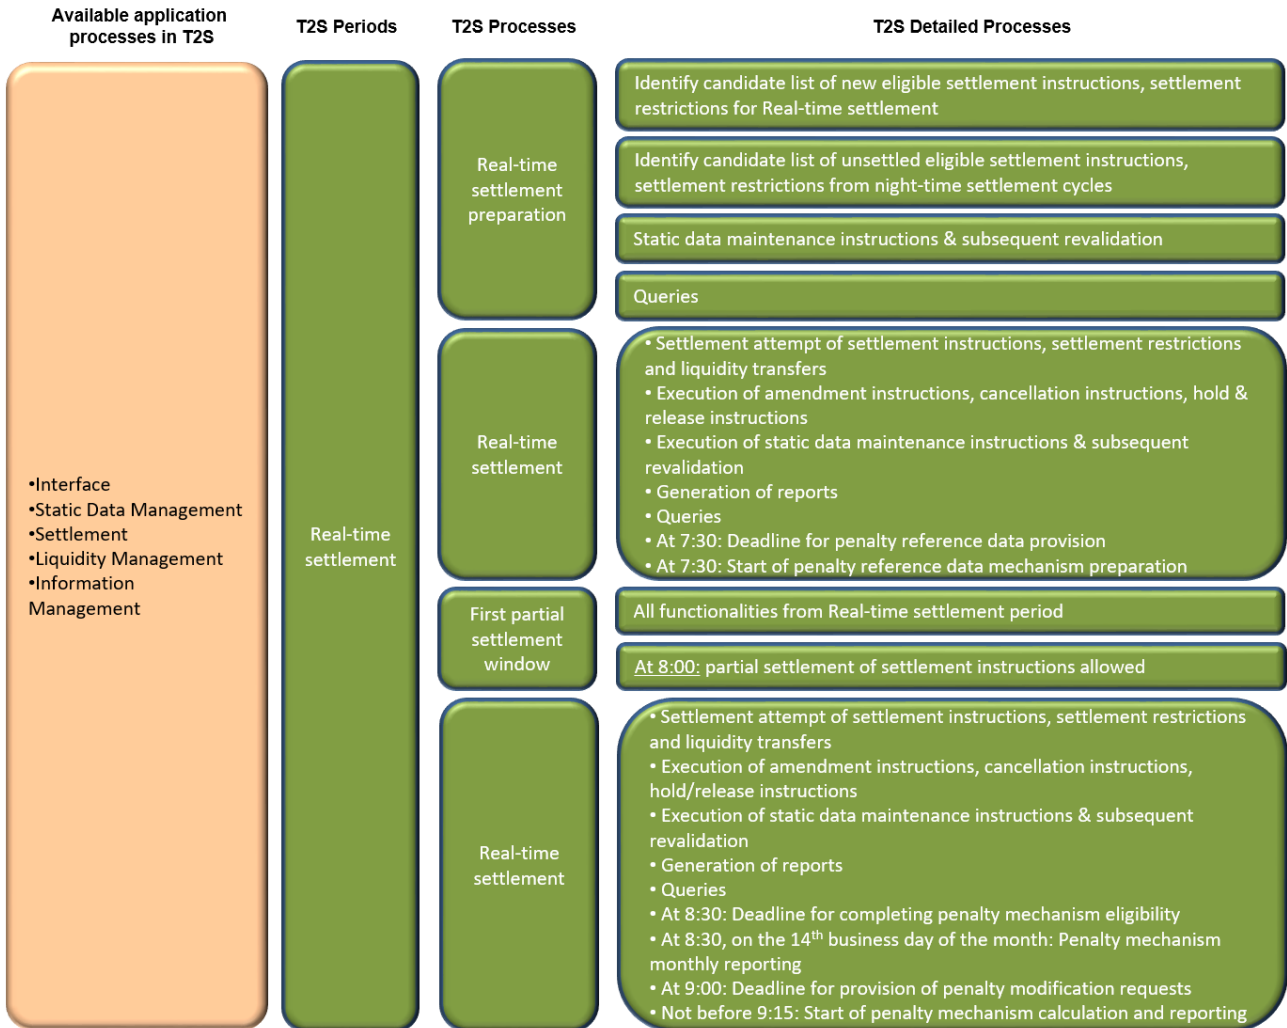 Available application
processes in T2S
T2S Periods
T2S Processes
T2S Detailed Processes
•Interface
•Static Data Management
•Settlement
•Liquidity Management
•Information
Management
Real-time
settlement
Real-time
settlement
preparation
Identify candidate list of new eligible settlement instructions, settlement
restrictions for Real-time settlement
Identify candidate list of unsettled eligible settlement instructions,
settlement restrictions from night-time settlement cycles
Static data maintenance instructions & subsequent revalidation
Queries
Real-time
settlement
• Settlement attempt of settlement instructions, settlement restrictions
and liquidity transfers
• Execution of amendment instructions, cancellation instructions, hold &
release instructions
• Execution of static data maintenance instructions & subsequent
revalidation
• Generation of reports
• Queries
• At 7:30: Deadline for penalty reference data provision
• At 7:30: Start of penalty reference data mechanism preparation
First partial
settlement
window
All functionalities from Real-time settlement period
At 8:00: partial settlement of settlement instructions allowed
Real-time
settlement
• Settlement attempt of settlement instructions, settlement restrictions
and liquidity transfers
• Execution of amendment instructions, cancellation instructions,
hold/release instructions
• Execution of static data maintenance instructions & subsequent
revalidation
• Generation of reports
• Queries
• At 8:30: Deadline for completing penalty mechanism eligibility
• At 8:30, on the 14th business day of the month: Penalty mechanism
monthly reporting
• At 9:00: Deadline for provision of penalty modification requests
• Not before 9:15: Start of penalty mechanism calculation and reporting